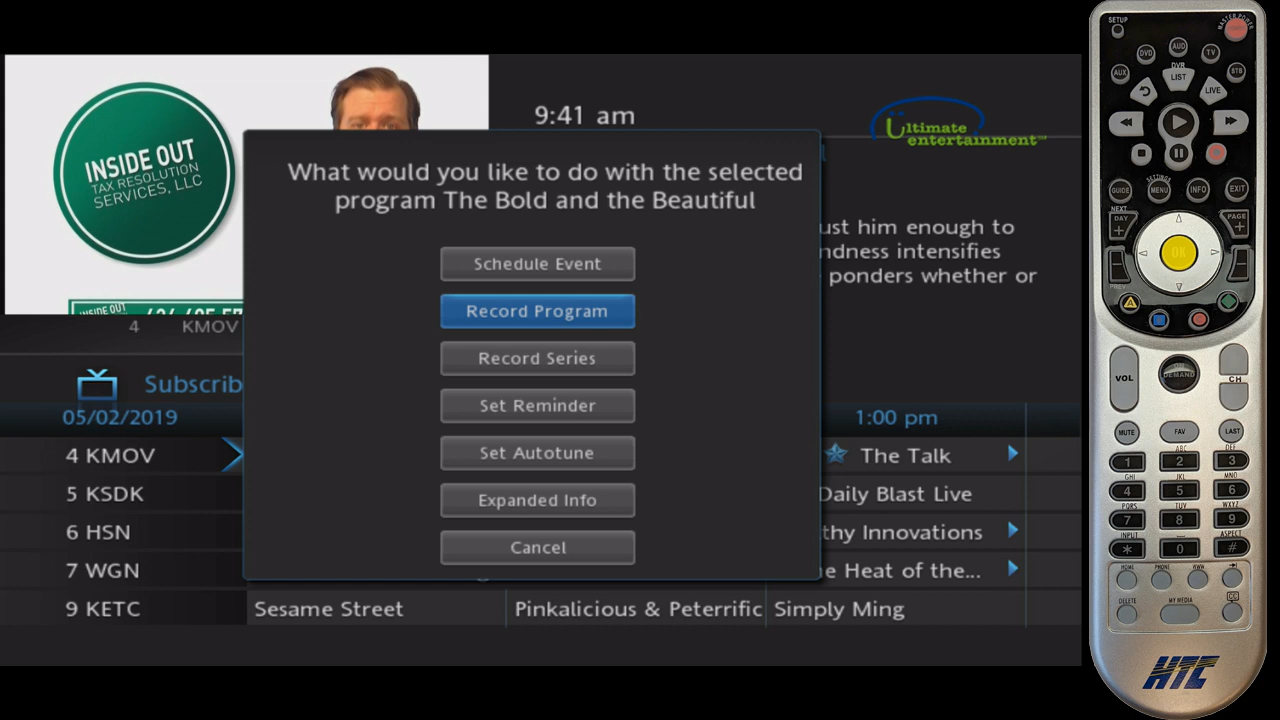 INSIDE OUT
TAX RESOLUTION
SERVICES, LLC
INSIDE OUT
9:41 am
Ultimate
entertainment
What would you like to do with the selected
program The Bold and the Beautiful
ust him enough to
ndness intensifies
ponders whether or
Schedule Event
Record Program
Record Series
Set Reminder
Set Autotune
Expanded Info
Cancel
4 KMOV
Subscrib
05/02/2019
1:00 pm
4 KMOV
The Talk
5 KSDK
Daily Blast Live
6 HSN
thy Innovations
7 WGN
e Heat of the...
9 KETC
Sesame Street
Pinkalicious & Peterrific
Simply Ming
SETUP
MASTER POWER
DVD
AUD
TV
AUX
DVR
LIST
STB
LIVE
GUIDE
SETTINGS
MENU
INFO
EXIT
NEXT
DAY
+
PAGE
+
OK
PREV
VOL
ON
DEMAND
CH
MUTE
FAV
LAST
ABC
DEF
1
2
3
GHI
JKL
MNO
4
5
6
PQRS
TUV
WXYZ
7
8
9
INPUT
ASPECT
*
0
#
HOME
PHONE
WWW
DELETE
MY MEDIA
CC
HTC